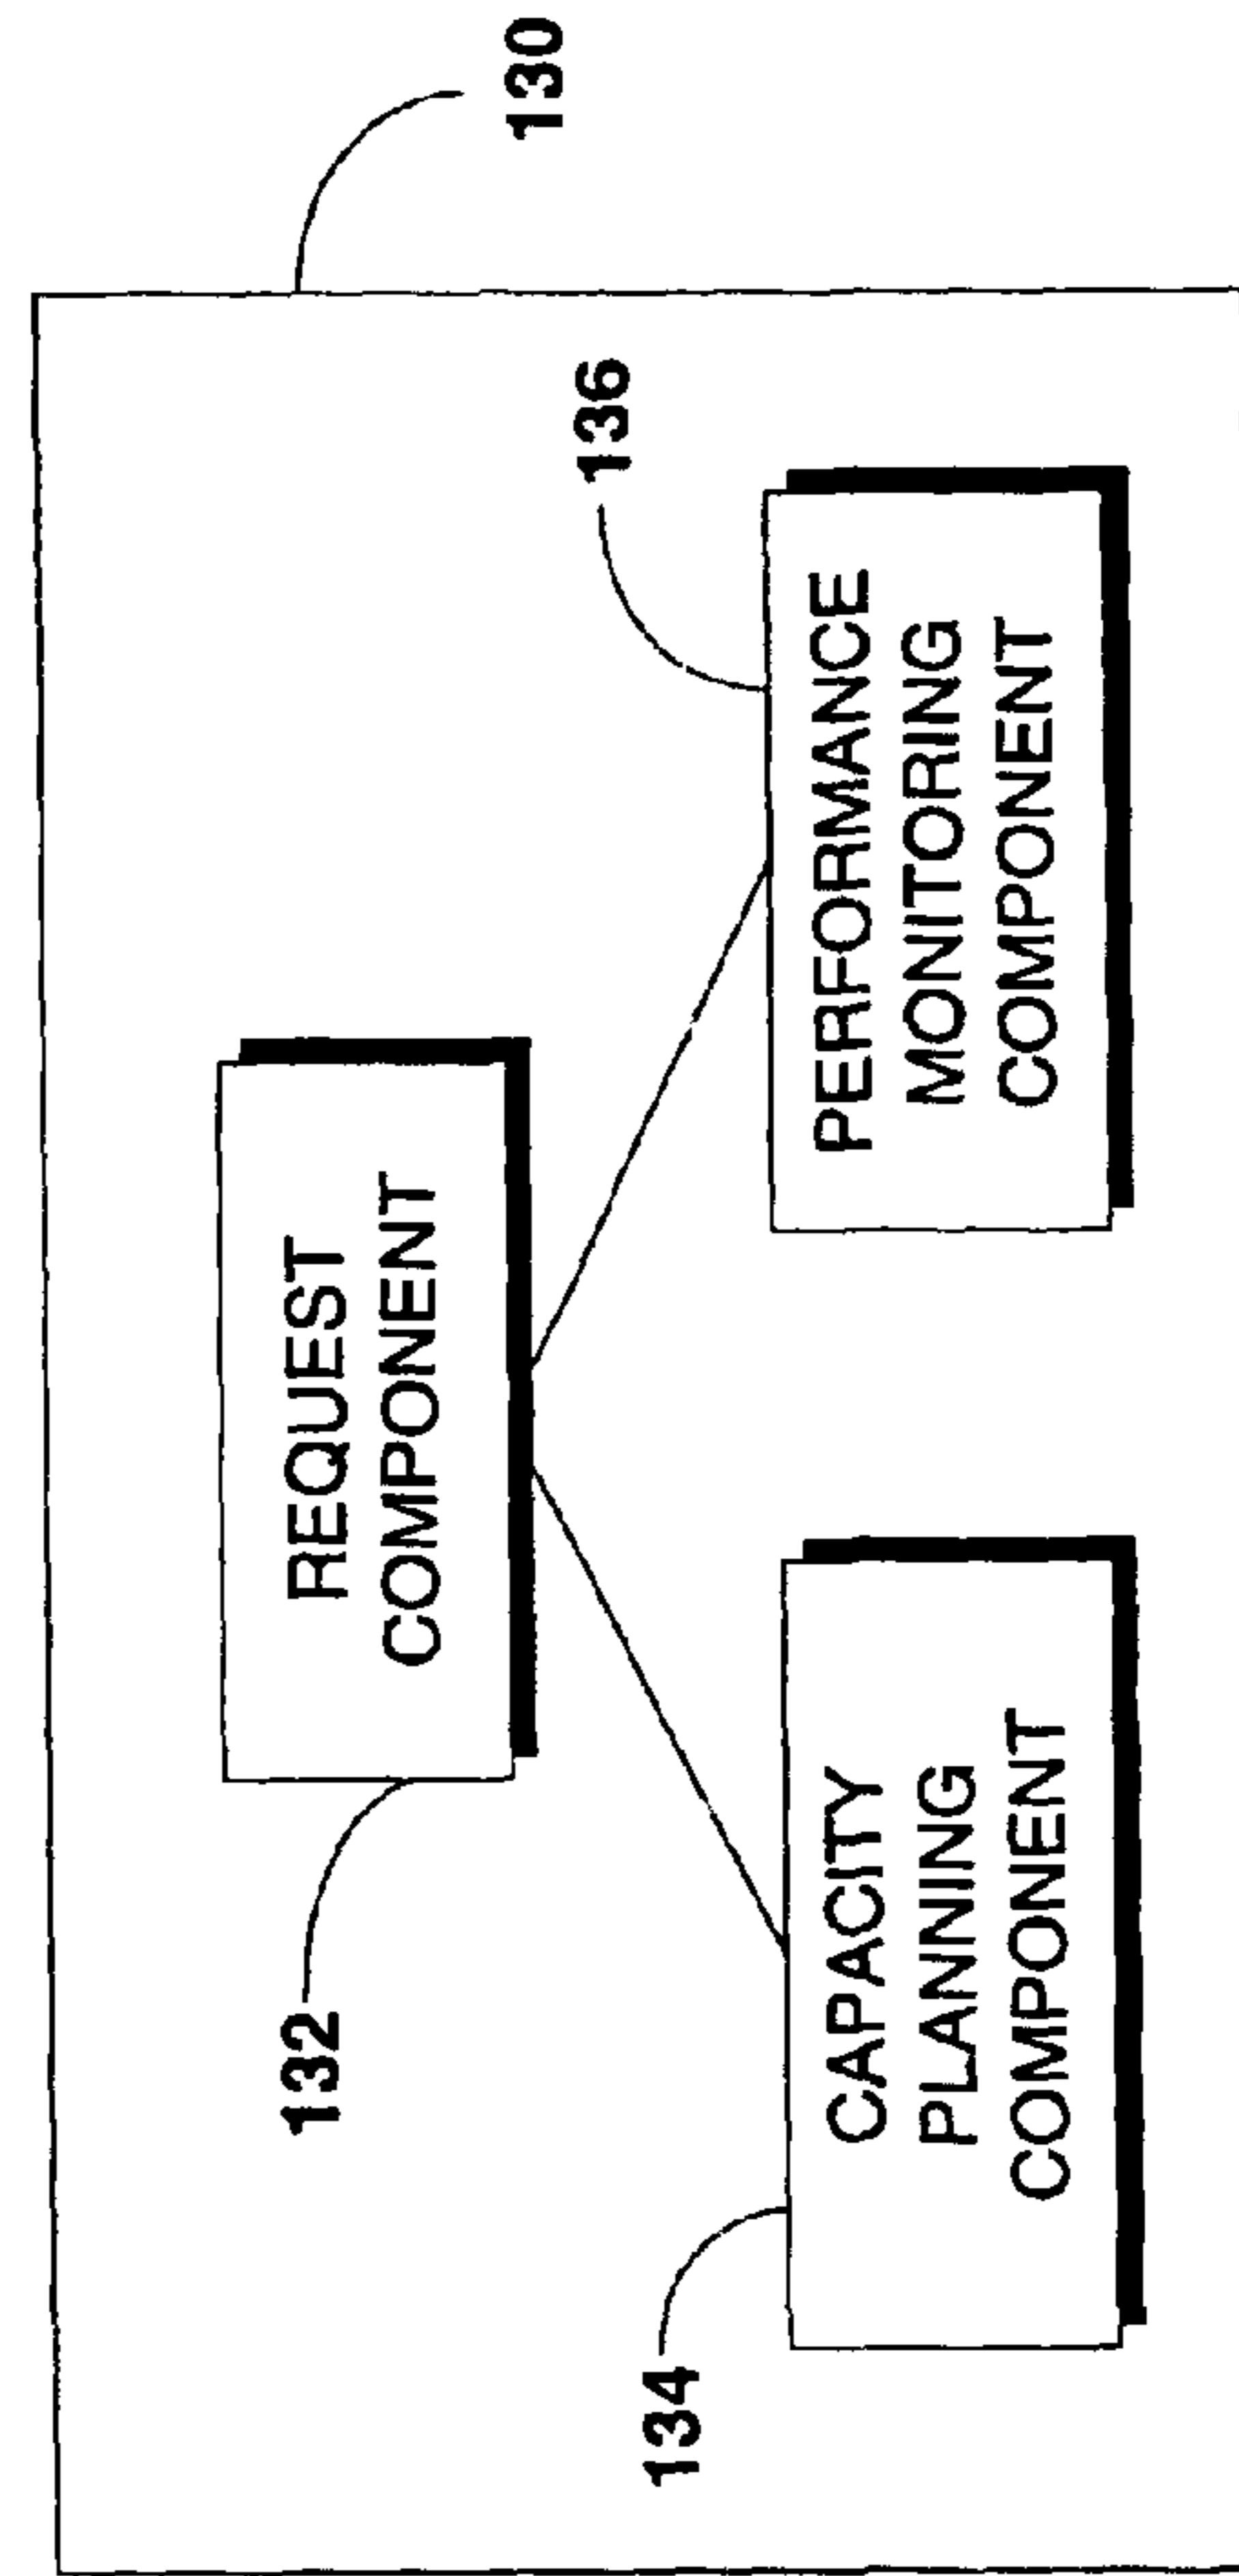 130
132
REQUEST
COMPONENT
136
134
CAPACITY
PLANNING
COMPONENT
PERFORMANCE
MONITORING
COMPONENT